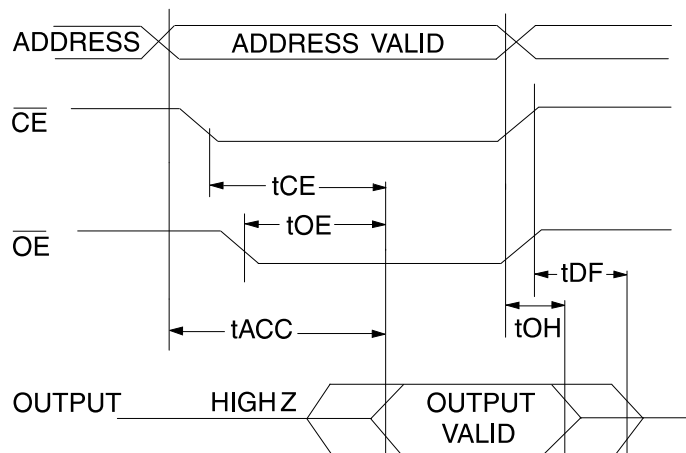 ADDRESS ADDRESS VALID
CE
tCE
tOE
OE
tDF
tACC tOH
OUTPUT HIGH Z OUTPUT
VALID